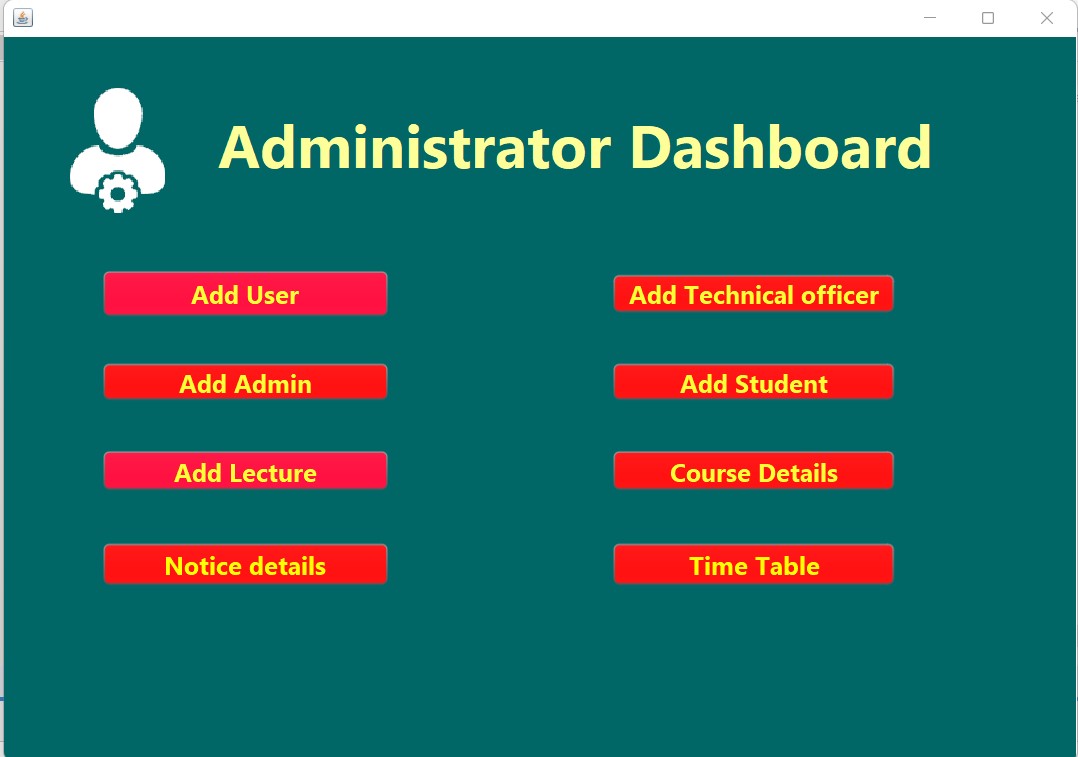 Administrator Dashboard
Add User
Add Technical officer
Add Admin
Add Student
Add Lecture
Course Details
Notice details
Time Table